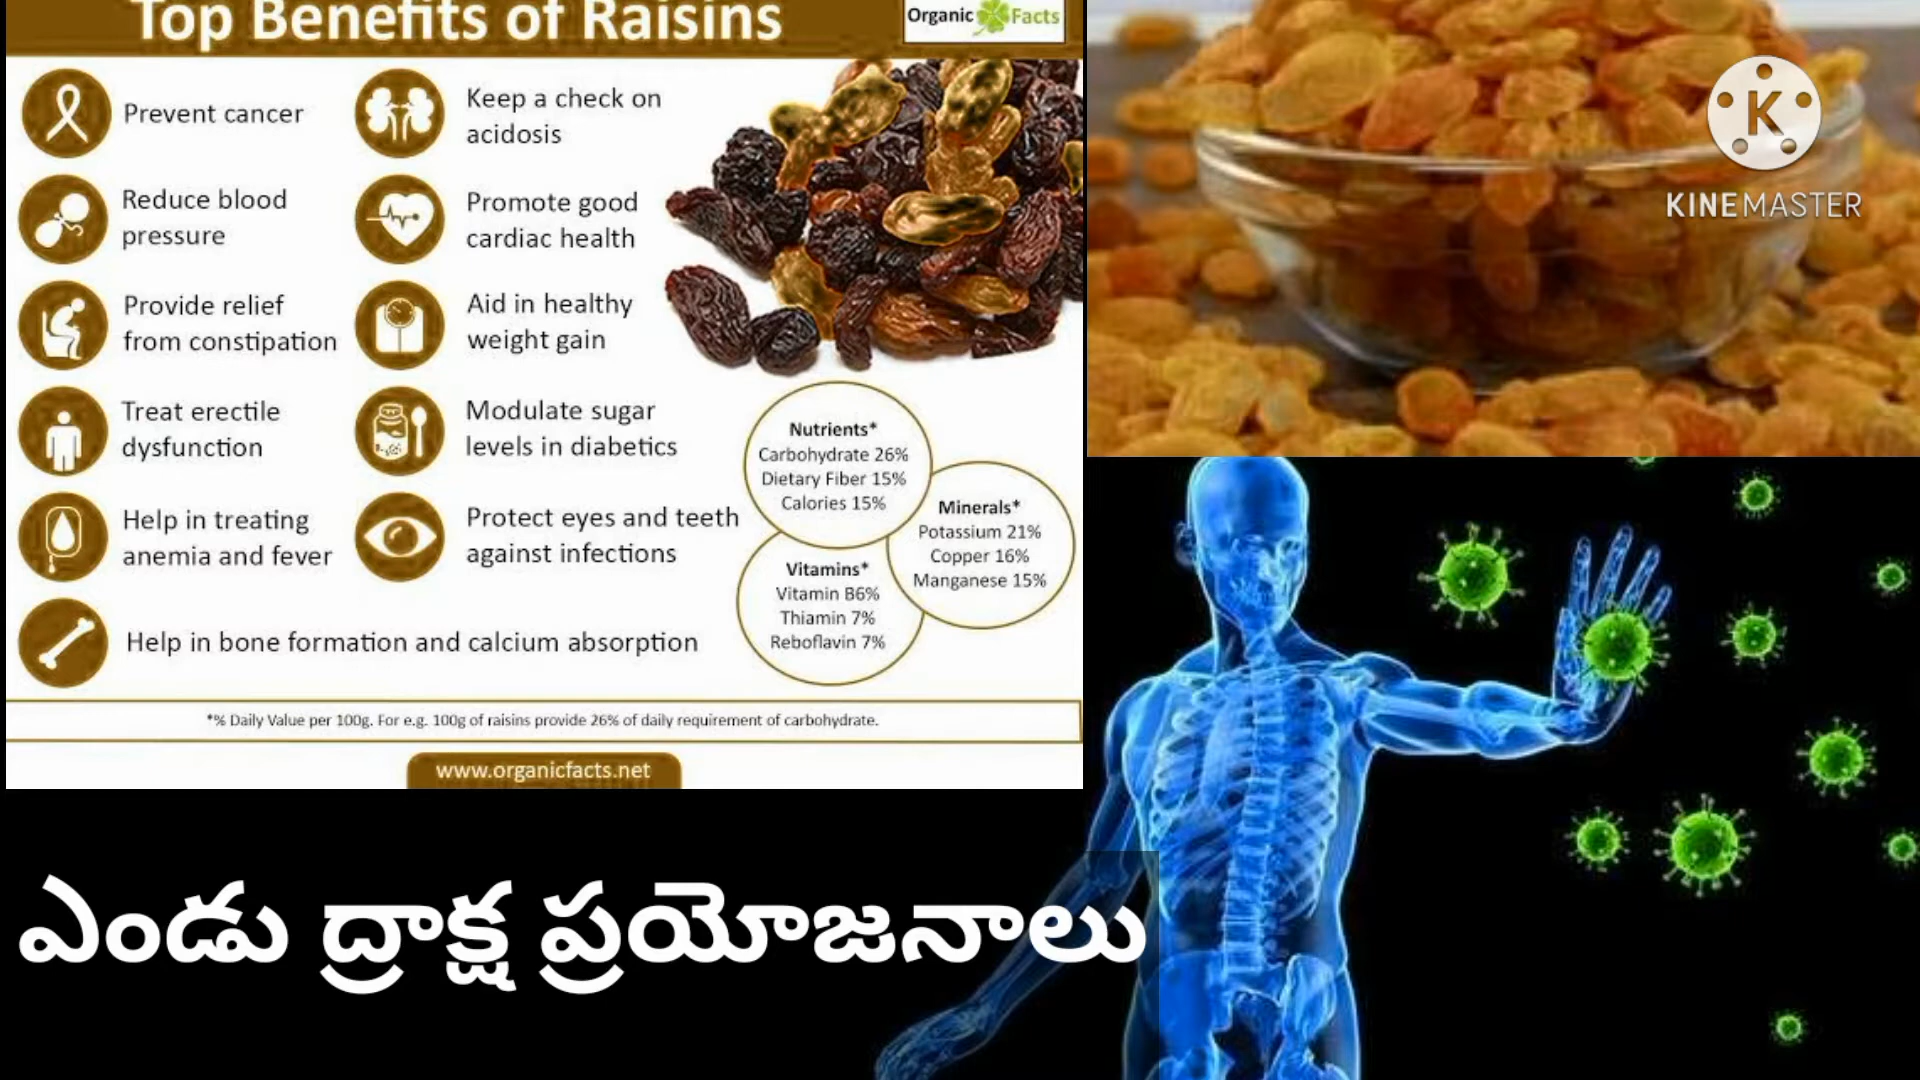 Top Benefits of Raisins
Organic Facts
Prevent cancer
Reduce blood
pressure
Provide relief
from constipation
Treat erectile
dysfunction
Help in treating
anemia and fever
Keep a check on
acidosis
Promote good
cardiac health
Aid in healthy
weight gain
Modulate sugar
levels in diabetics
Protect eyes and teeth
against infections
Help in bone formation and calcium absorption
Nutrients*
Carbohydrate 26%
Dietary Fiber 15%
Calories 15%
Minerals*
Potassium 21%
Copper 16%
Manganese 15%
Vitamins*
Vitamin B6%
Thiamin 7%
Reboflavin 7%
*% Daily Value per 100g. For e.g. 100g of raisins provide 26% of daily requirement of carbohydrate.
www.organicfacts.net
K
KINEMASTER
ఎండు ద్రాక్ష ప్రయోజనాలు